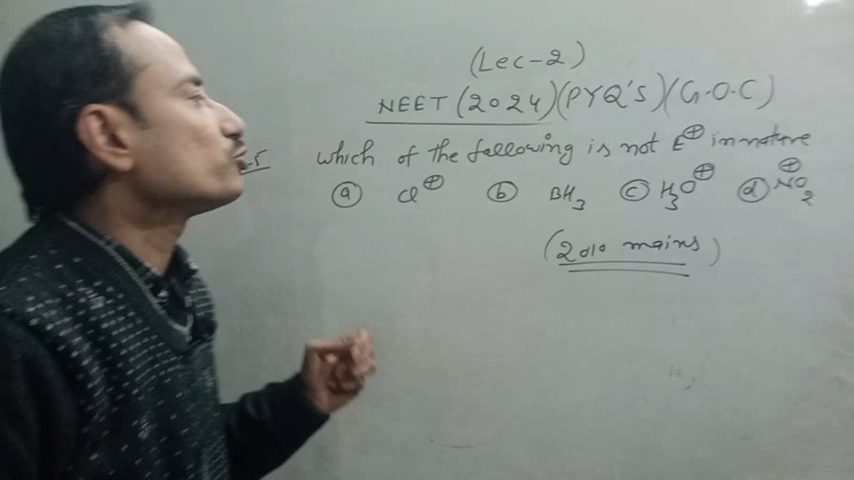 (Lec-2)
NEET (2024)(PYQ'S)(G.O.C)
5 which of the following is not E⊕ in nature
(a) Cl⊕ (b) BH3 (c) H3O⊕ (d) ⊕NO2
(2010 mains)